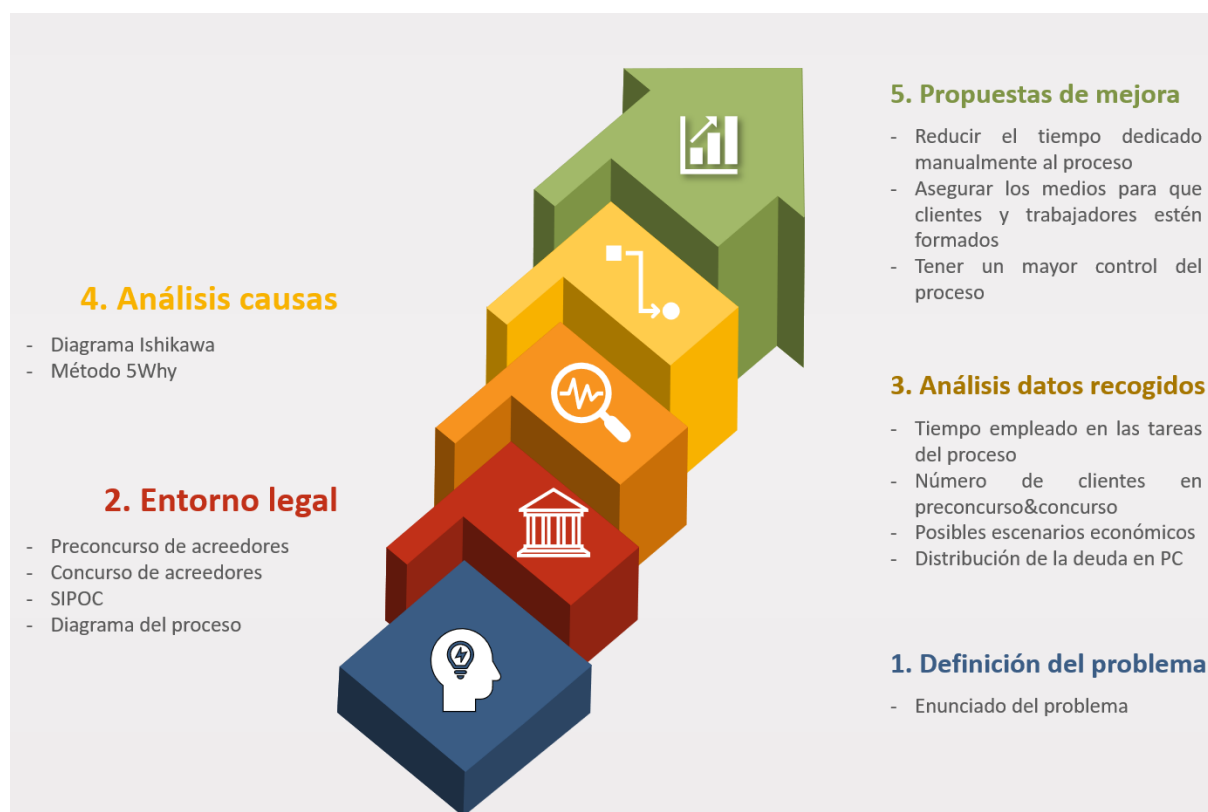 5. Propuestas de mejora
- Reducir el tiempo dedicado
manualmente al proceso
- Asegurar los medios para que
clientes y trabajadores estén
formados
- Tener un mayor control del
proceso
4. Análisis causas
- Diagrama Ishikawa
- Método 5Why
3. Análisis datos recogidos
- Tiempo empleado en las tareas
del proceso
- Número de clientes en
preconcurso&concurso
- Posibles escenarios económicos
- Distribución de la deuda en PC
2. Entorno legal
- Preconcurso de acreedores
- Concurso de acreedores
- SIPOC
- Diagrama del proceso
1. Definición del problema
- Enunciado del problema